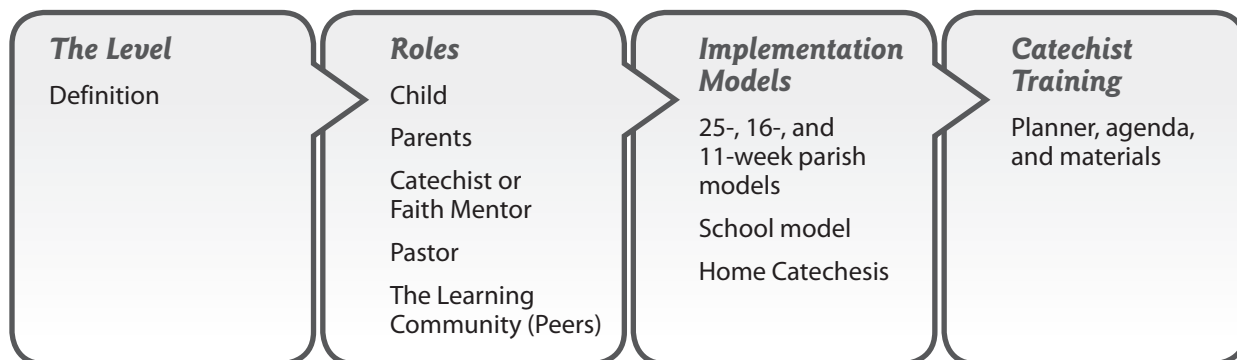 The Level
Definition
Roles
Child
Parents
Catechist or
Faith Mentor
Pastor
The Learning
Community (Peers)
Implementation
Models
25-, 16-, and
11-week parish
models
School model
Home Catechesis
Catechist
Training
Planner, agenda,
and materials